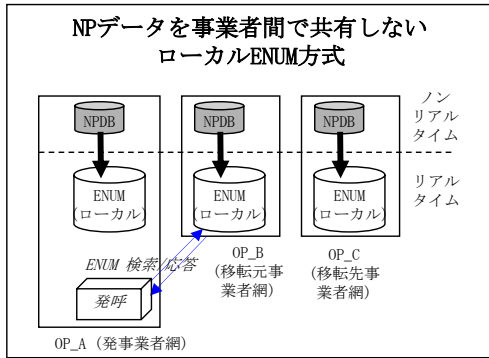 NPデータを事業者間で共有しない
ローカルENUM方式
NPDB
NPDB
NPDB
ノン
リアル
タイム
ENUM
(ローカル)
ENUM
(ローカル)
ENUM
(ローカル)
リアル
タイム
ENUM 検索/応答
発呼
OP_B
(移転元事
業者網)
OP_C
(移転先事
業者網)
OP_A (発事業者網)